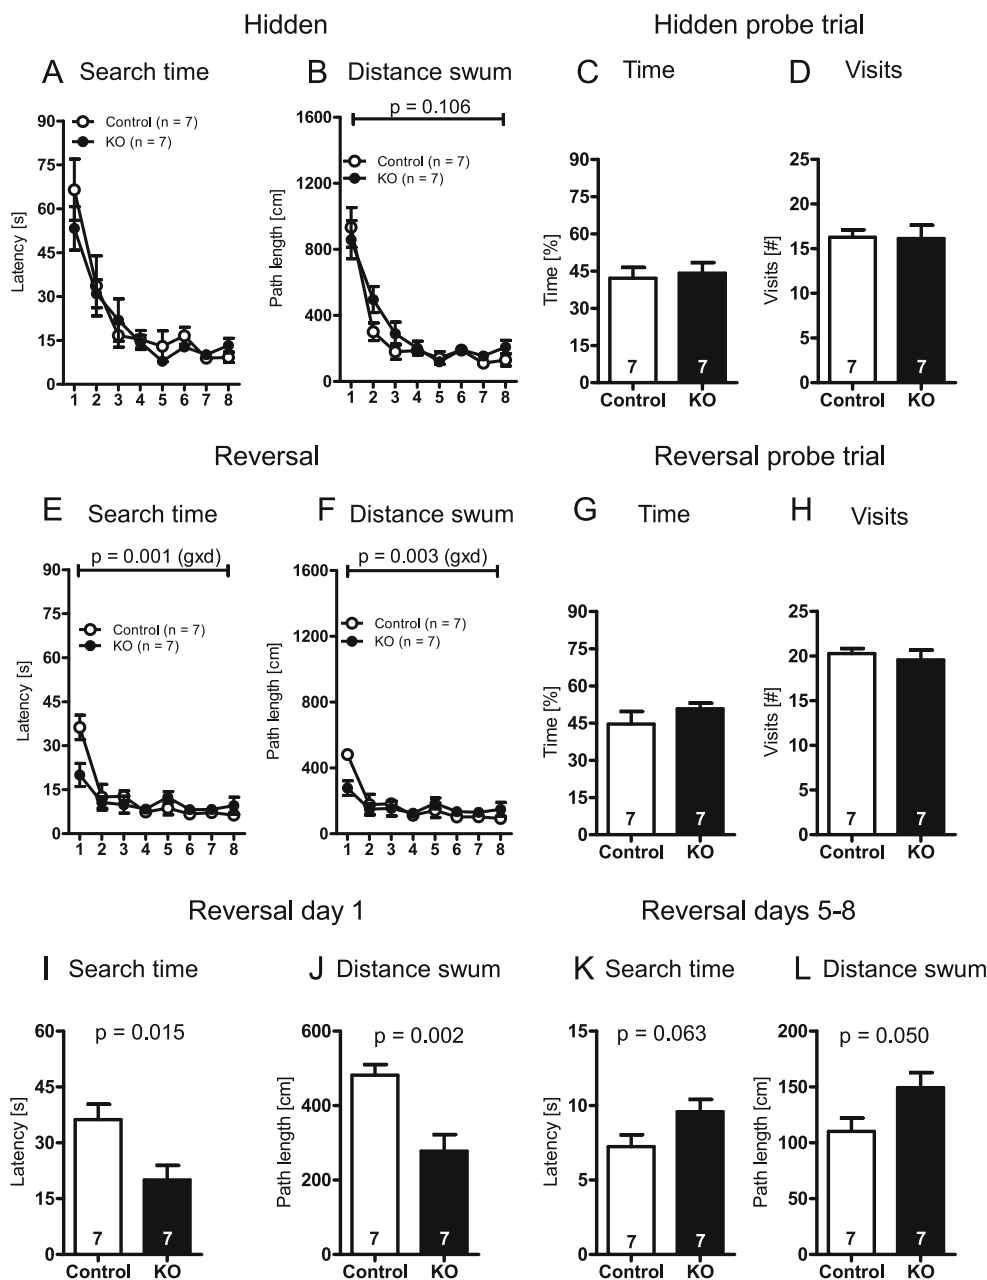 Hidden
Hidden probe trial
A Search time
B Distance swum
C Time
D Visits
90
75
60
45
30
15
0
Latency [s]
Control (n = 7)
KO (n = 7)
1 2 3 4 5 6 7 8
p = 0.106
1600
1200
800
400
0
Path length [cm]
Control (n = 7)
KO (n = 7)
1 2 3 4 5 6 7 8
90
75
60
45
30
15
0
Time [%]
7 7
Control KO
25
20
15
10
5
0
Visits [#]
7 7
Control KO
Reversal
Reversal probe trial
E Search time
F Distance swum
G Time
H Visits
p = 0.001 (gxd)
90
75
60
45
30
15
0
Latency [s]
Control (n = 7)
KO (n = 7)
1 2 3 4 5 6 7 8
p = 0.003 (gxd)
1600
1200
800
400
0
Path length [cm]
Control (n = 7)
KO (n = 7)
1 2 3 4 5 6 7 8
90
75
60
45
30
15
0
Time [%]
7 7
Control KO
25
20
15
10
5
0
Visits [#]
7 7
Control KO
Reversal day 1
Reversal days 5-8
I Search time
J Distance swum
K Search time
L Distance swum
p = 0.015
60
45
30
15
0
Latency [s]
7 7
Control KO
p = 0.002
600
400
200
0
Path length [cm]
7 7
Control KO
p = 0.063
15
10
5
0
Latency [s]
7 7
Control KO
p = 0.050
200
150
100
50
0
Path length [cm]
7 7
Control KO